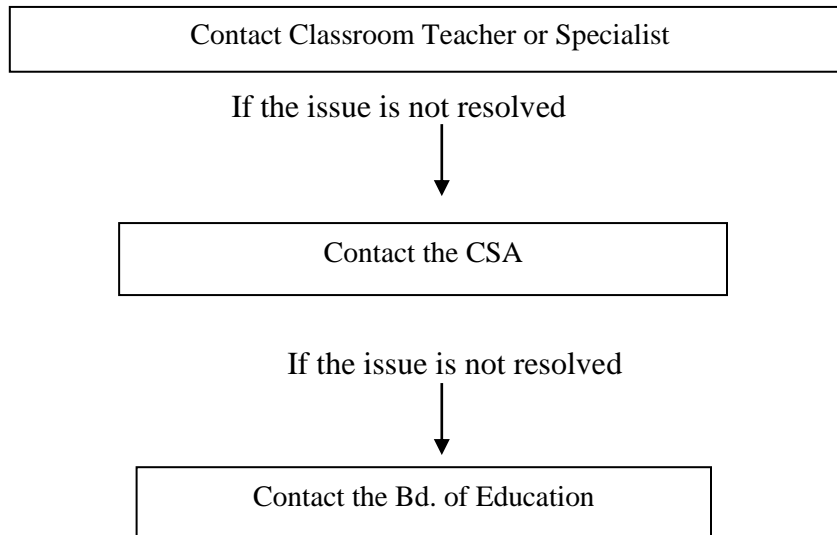 Contact Classroom Teacher or Specialist
If the issue is not resolved
Contact the CSA
If the issue is not resolved
Contact the Bd. of Education